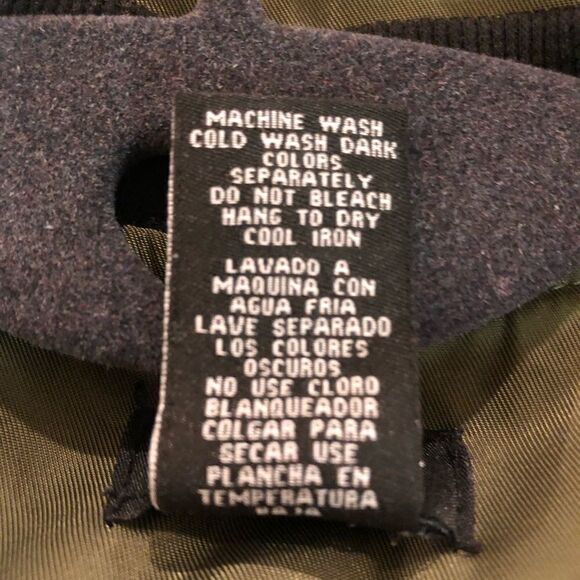 MACHINE WASH
COLD WASH DARK
COLORS
SEPARATELY
DO NOT BLEACH
HANG TO DRY
COOL IRON
LAVADO A
MAQUINA CON
AGUA FRIA
LAVE SEPARADO
LOS COLORES
OSCUROS
NO USE CLORO
BLANQUEADOR
COLGAR PARA
SECAR USE
PLANCHA EN
TEMPERATURA